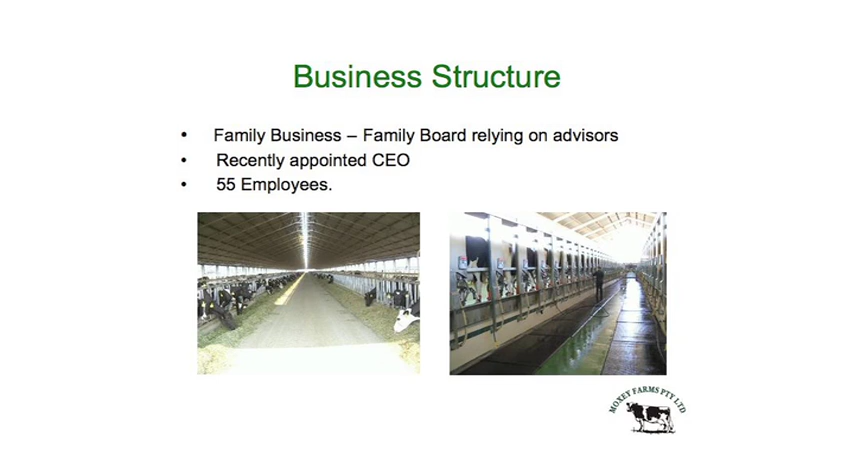 Business Structure
• Family Business – Family Board relying on advisors
• Recently appointed CEO
• 55 Employees.
MOXEY FARMS PTY LTD